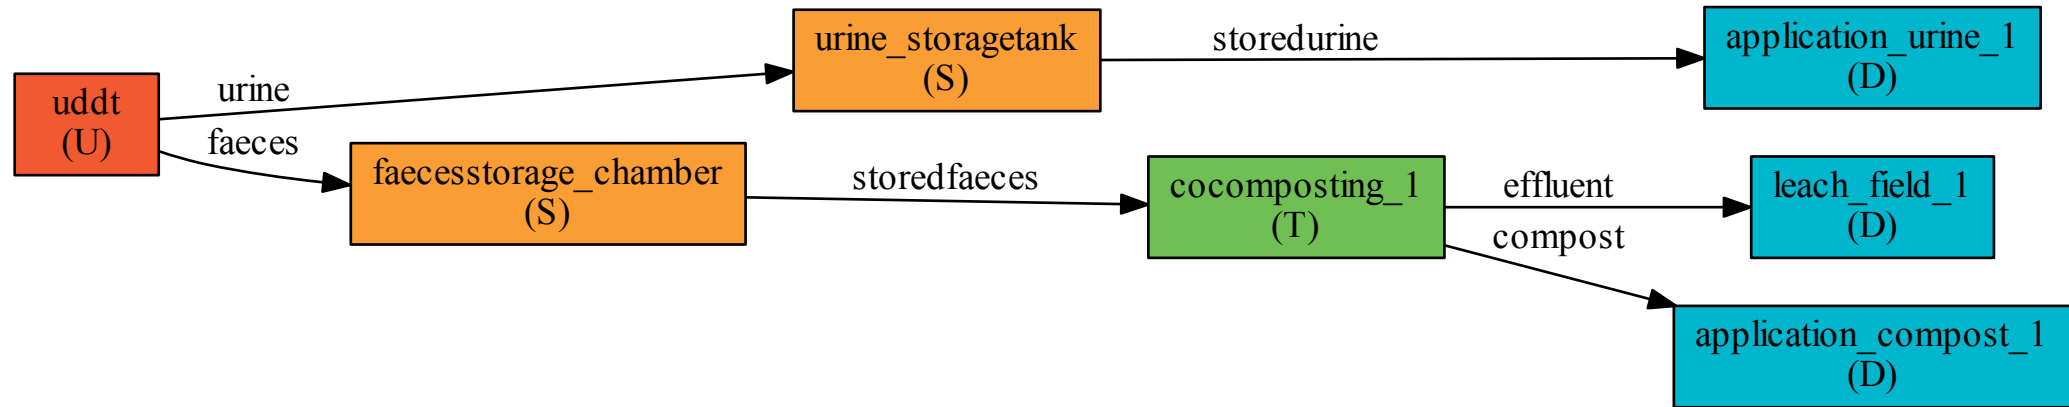 uddt
(U)
urine
faeces
urine_storagetank
(S)
faecesstorage_chamber
(S)
storedurine
storedfaeces
cocomposting_1
(T)
effluent
compost
application_urine_1
(D)
leach_field_1
(D)
application_compost_1
(D)